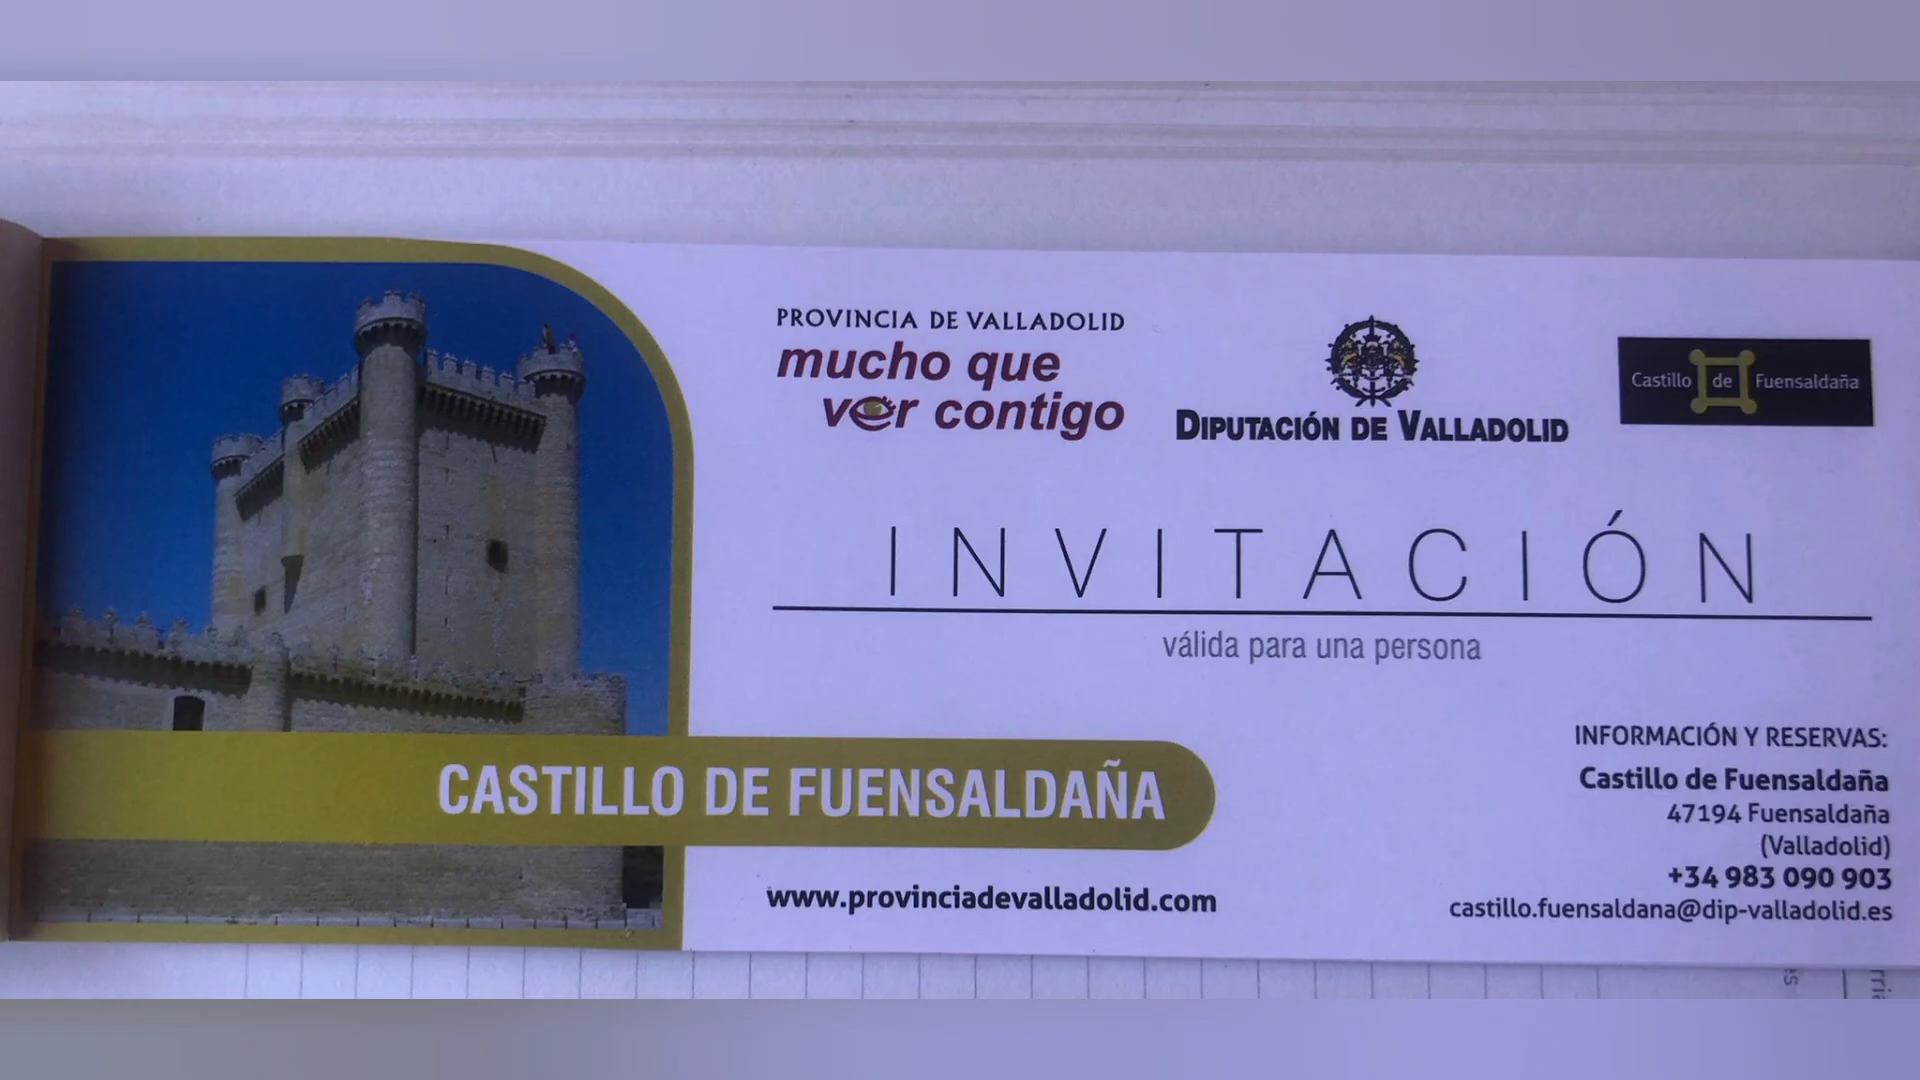 PROVINCIA DE VALLADOLID
mucho que
ver contigo
DIPUTACIÓN DE VALLADOLID
Castillo de Fuensaldaña
INVITACIÓN
válida para una persona
CASTILLO DE FUENSALDAÑA
www.provinciadevalladolid.com
INFORMACIÓN Y RESERVAS:
Castillo de Fuensaldaña
47194 Fuensaldaña
(Valladolid)
+34 983 090 903
castillo.fuensaldana@dip-valladolid.es